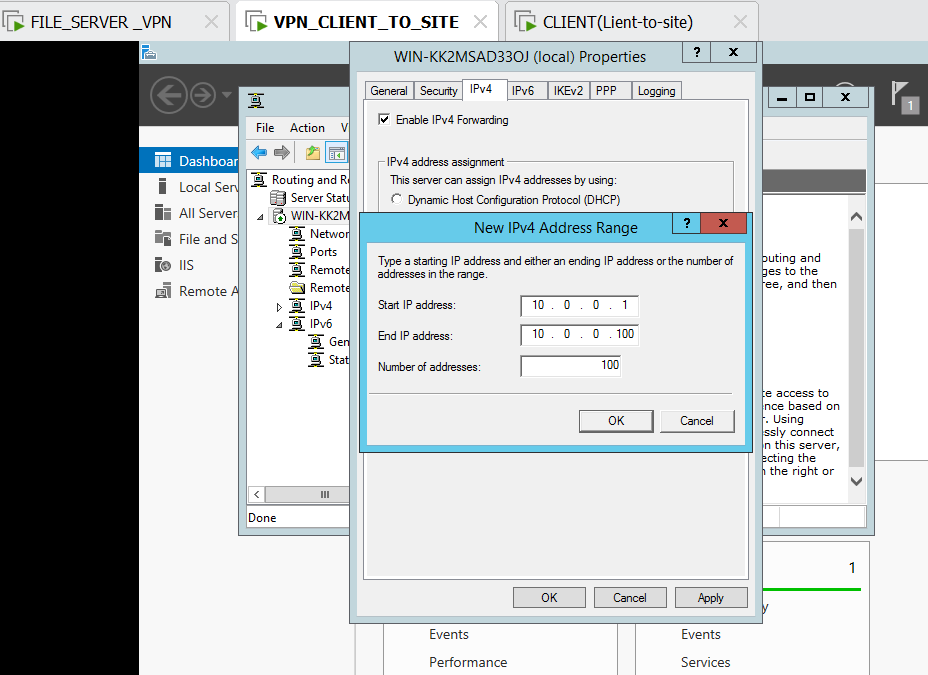 FILE_SERVER _VPN
VPN_CLIENT_TO_SITE
CLIENT(Lient-to-site)
WIN-KK2MSAD33OJ (local) Properties
?
x
General
Security
IPv4
IPv6
IKEv2
PPP
Logging
1
Enable IPv4 Forwarding
File
Action
V
IPv4 address assignment
This server can assign IPv4 addresses by using:
Dynamic Host Configuration Protocol (DHCP)
Dashboar
Local Serv
All Server
File and S
IIS
Remote A
Routing and R
Server Statu
WIN-KK2M
Networ
Ports
Remote
Remote
IPv4
IPv6
Gen
Stat
Done
New IPv4 Address Range
?
x
Type a starting IP address and either an ending IP address or the number of
addresses in the range.
Start IP address:
10 . 0 . 0 . 1
End IP address:
10 . 0 . 0 . 100
Number of addresses:
100
OK
Cancel
outing and
ges to the
ree, and then
te access to
ence based on
r. Using
ssly connect
on this server,
ecting the
n the right or
OK
Cancel
Apply
1
y
Events
Performance
Events
Services